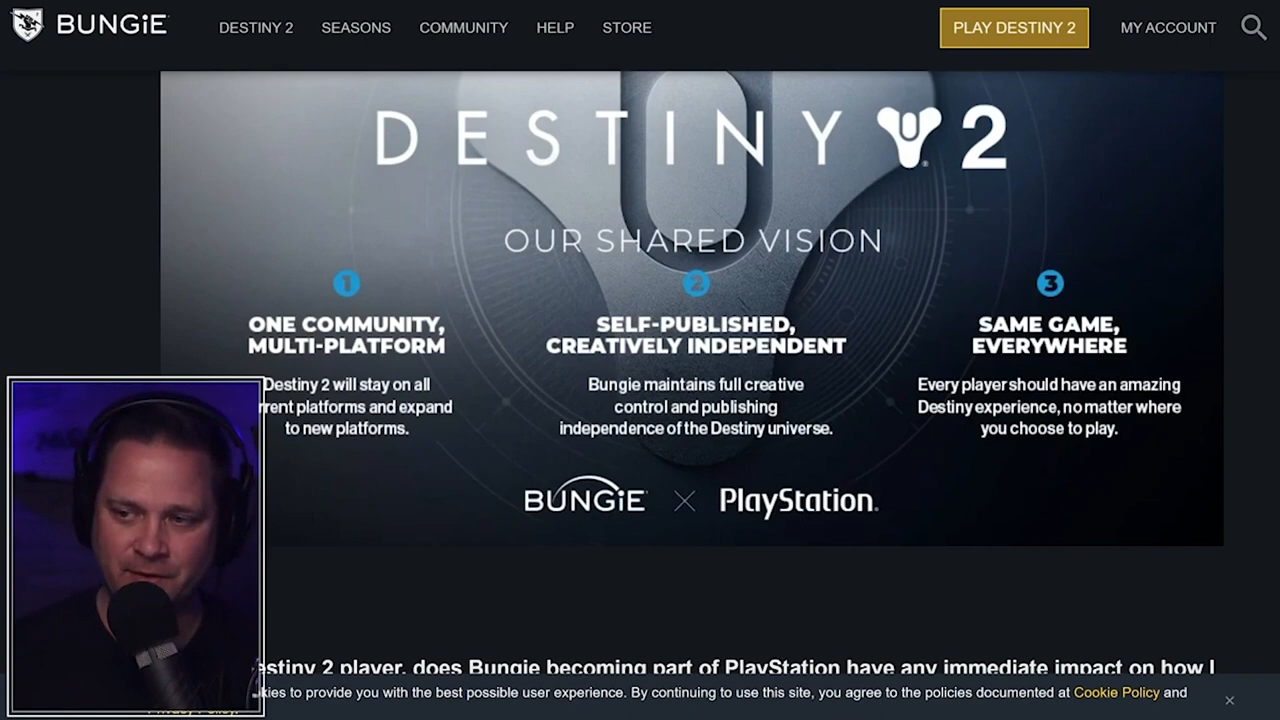 BUNGiE
DESTINY 2 SEASONS COMMUNITY HELP STORE
PLAY DESTINY 2
MY ACCOUNT
DESTINY 2
OUR SHARED VISION
1
ONE COMMUNITY,
MULTI-PLATFORM
Destiny 2 will stay on all
rrent platforms and expand
to new platforms.
2
SELF-PUBLISHED,
CREATIVELY INDEPENDENT
Bungie maintains full creative
control and publishing
independence of the Destiny universe.
3
SAME GAME,
EVERYWHERE
Every player should have an amazing
Destiny experience, no matter where
you choose to play.
BUNGiE × PlayStation.
estiny 2 player, does Bungie becoming part of PlayStation have any immediate impact on how I
kies to provide you with the best possible user experience. By continuing to use this site, you agree to the policies documented at Cookie Policy and